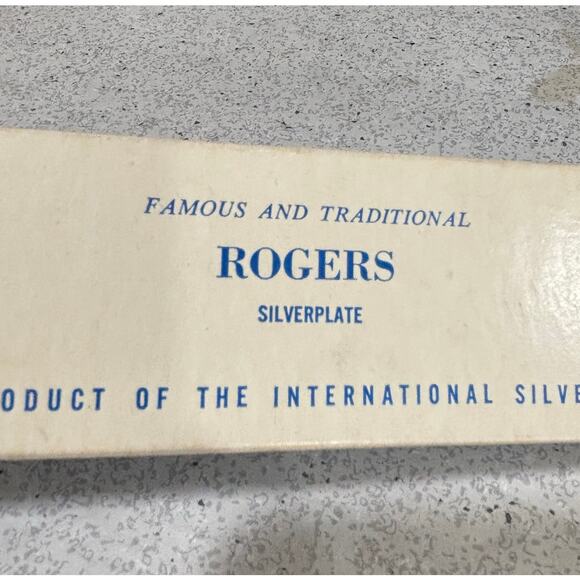 FAMOUS AND TRADITIONAL
ROGERS
SILVERPLATE
ODUCT OF THE INTERNATIONAL SILVE